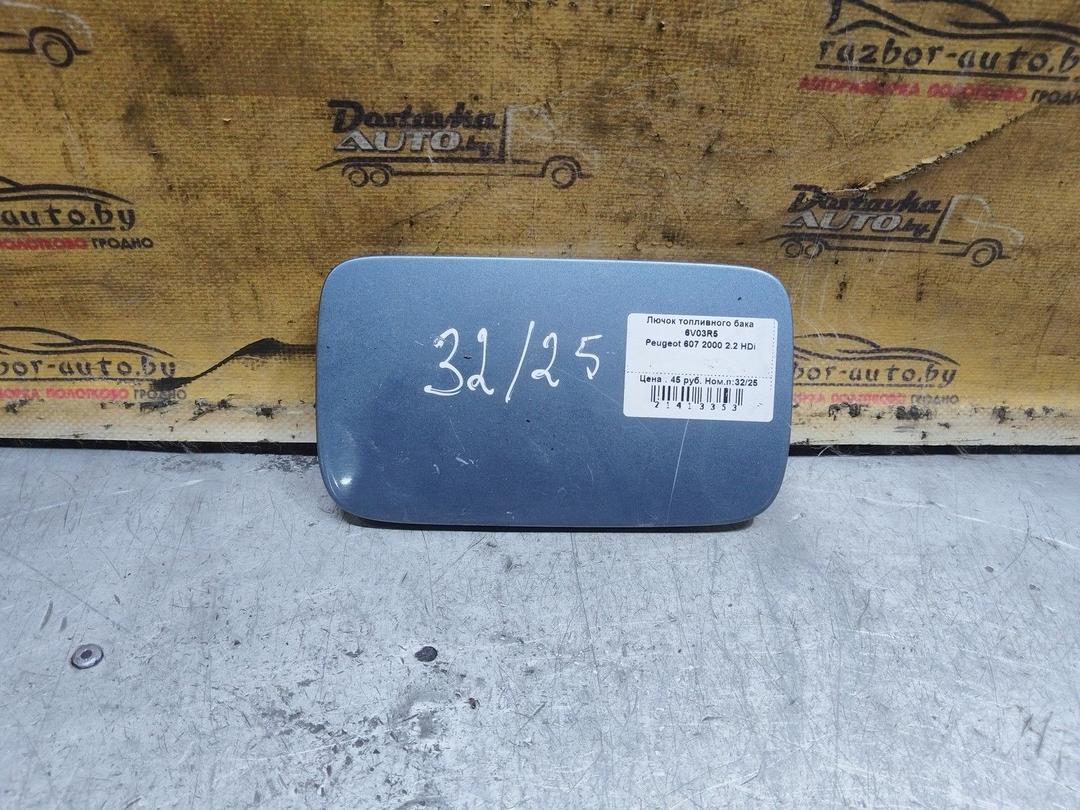 razbor-auto.by
АВТОРАЗБОРКА ПОЛОТКОВО ГРОДНО
Dostavka
AUTO.by
Dostavka
AUTO.by
auto.by
ПОЛОТКОВО ГРОДНО
32/25
Лючок топливного бака
6V03R5
Peugeot 607 2000 2.2 HDi
Цена . 45 руб. Ном.п:32/25
21413353
-auto.by
ПОЛОТКОВО ГРОДНО
razbor-auto.by
ПОЛОТКОВО ГРОДНО